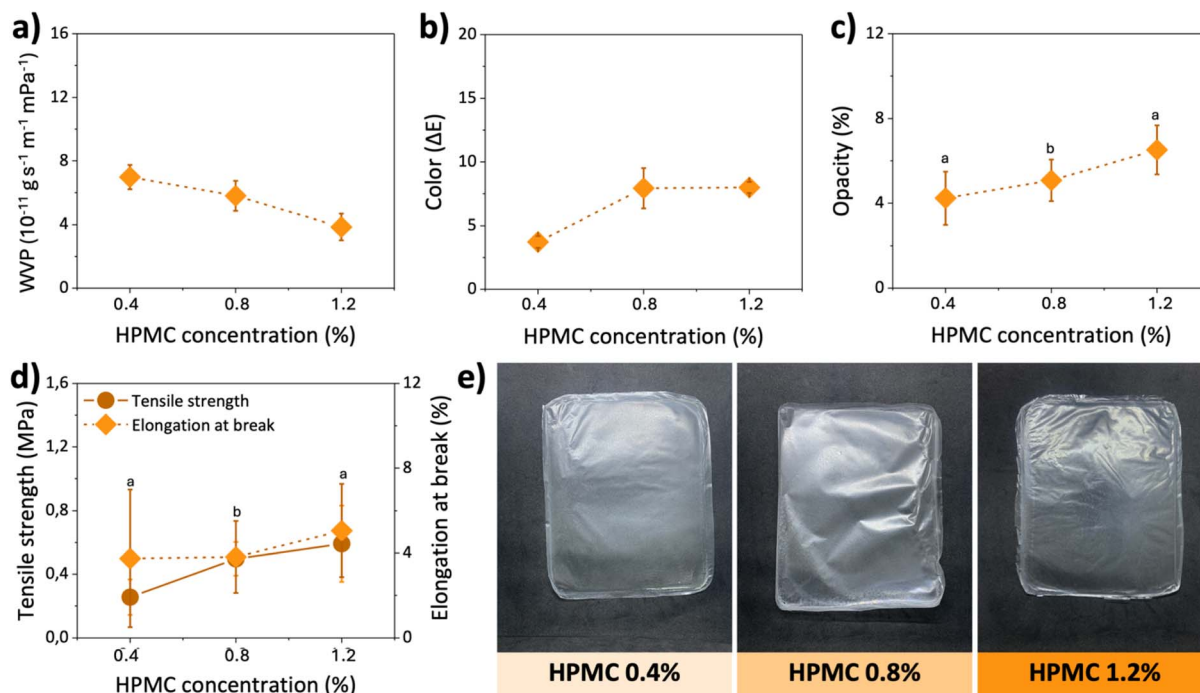 a)
16
12
8
4
0
WVP (10⁻¹¹ g s⁻¹ m⁻¹ mPa⁻¹)
0.4 0.8 1.2
HPMC concentration (%)
b)
20
15
10
5
0
Color (ΔE)
0.4 0.8 1.2
HPMC concentration (%)
c)
12
8
4
0
Opacity (%)
a
b
a
0.4 0.8 1.2
HPMC concentration (%)
d)
1,6
1,2
0,8
0,4
0,0
Tensile strength (MPa)
Tensile strength
Elongation at break
a
b
a
12
8
4
0
Elongation at break (%)
0.4 0.8 1.2
HPMC concentration (%)
e)
HPMC 0.4%
HPMC 0.8%
HPMC 1.2%